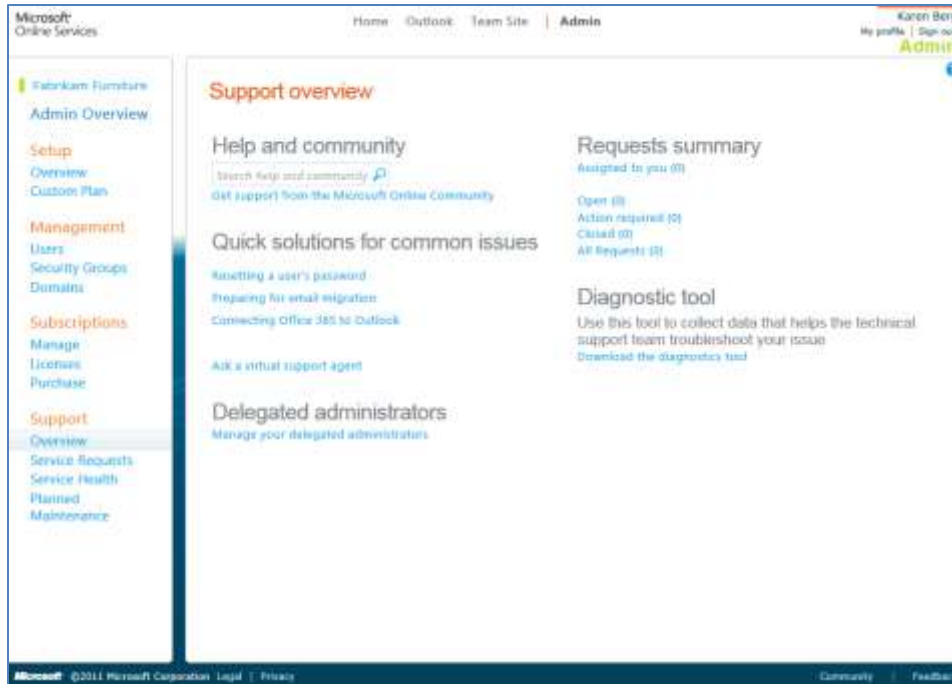 Microsoft
Online Services
Home Outlook Team Site | Admin
Karen Ber
My profile | Sign ou
Admin
Fabrikam Furniture
Admin Overview
Setup
Overview
Custom Plan
Management
Users
Security Groups
Domains
Subscriptions
Manage
Licenses
Purchase
Support
Overview
Service Requests
Service Health
Planned
Maintenance
Support overview
Help and community
Search help and community
Get support from the Microsoft Online Community
Quick solutions for common issues
Resetting a user's password
Preparing for email migration
Connecting Office 365 to Outlook
Ask a virtual support agent
Delegated administrators
Manage your delegated administrators
Requests summary
Assigned to you (0)
Open (0)
Action required (0)
Closed (0)
All Requests (0)
Diagnostic tool
Use this tool to collect data that helps the technical
support team troubleshoot your issue
Download the diagnostics tool
Microsoft ©2011 Microsoft Corporation Legal | Privacy
Community | Feedba